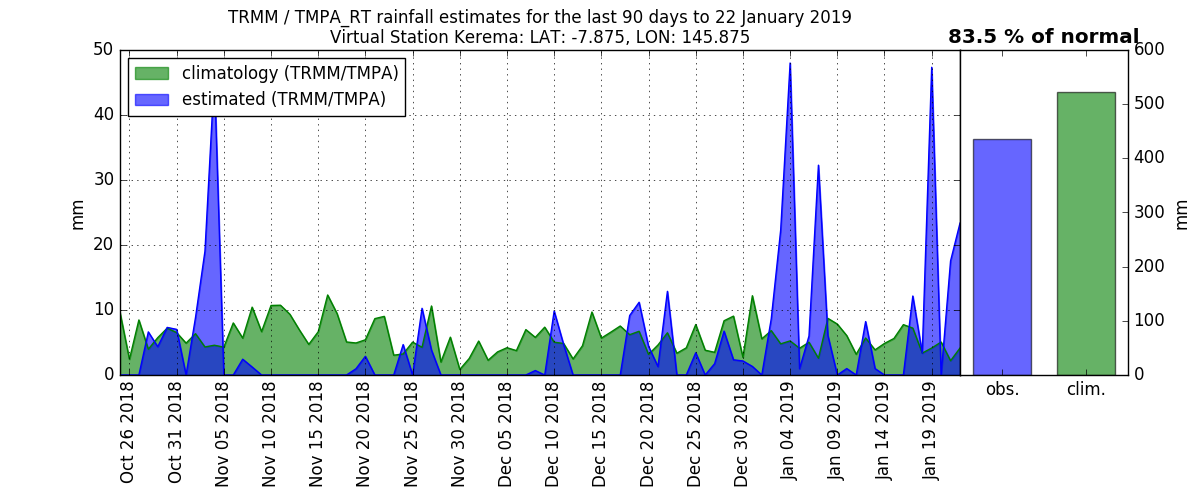 TRMM / TMPA_RT rainfall estimates for the last 90 days to 22 January 2019
Virtual Station Kerema: LAT: -7.875, LON: 145.875
83.5 % of normal
climatology (TRMM/TMPA)
estimated (TRMM/TMPA)
50
40
30
20
10
0
mm
600
500
400
300
200
100
0
mm
obs.
clim.
Oct 26 2018
Oct 31 2018
Nov 05 2018
Nov 10 2018
Nov 15 2018
Nov 20 2018
Nov 25 2018
Nov 30 2018
Dec 05 2018
Dec 10 2018
Dec 15 2018
Dec 20 2018
Dec 25 2018
Dec 30 2018
Jan 04 2019
Jan 09 2019
Jan 14 2019
Jan 19 2019